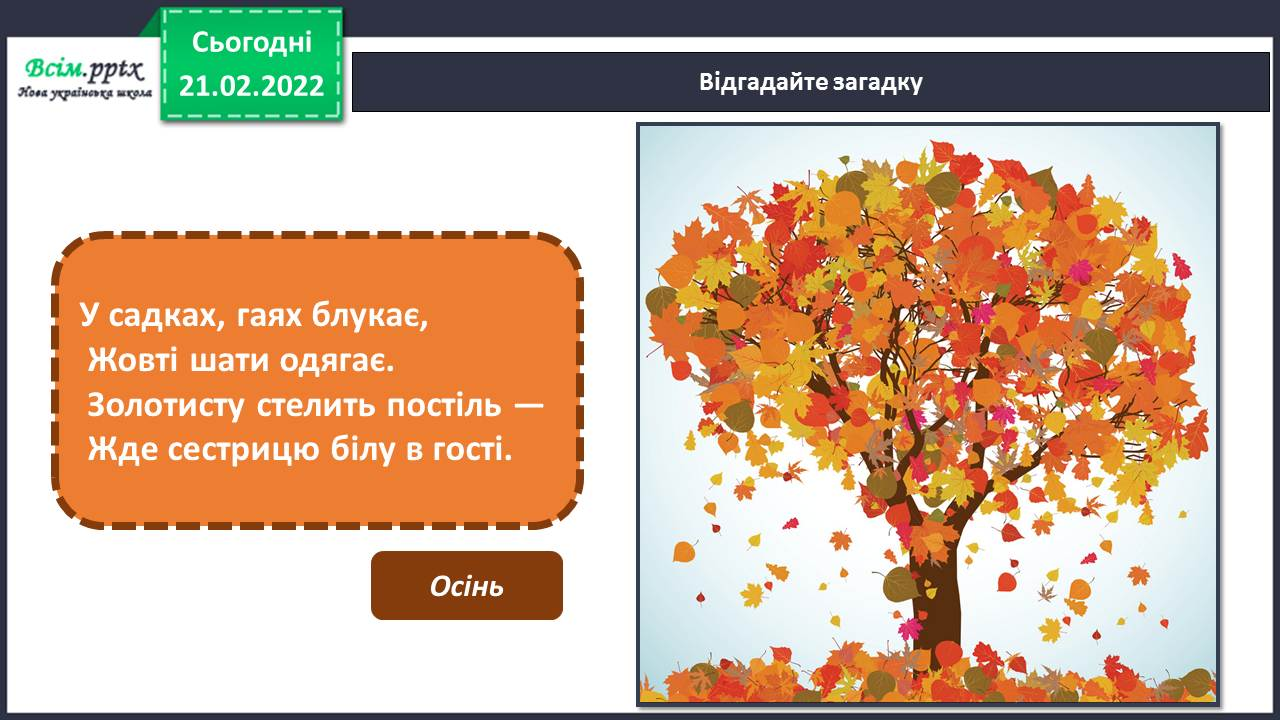 Сьогодні
21.02.2022
Всім.pptx
Нова українська школа
Відгадайте загадку
У садках, гаях блукає,
Жовті шати одягає.
Золотисту стелить постіль —
Жде сестрицю білу в гості.
Осінь